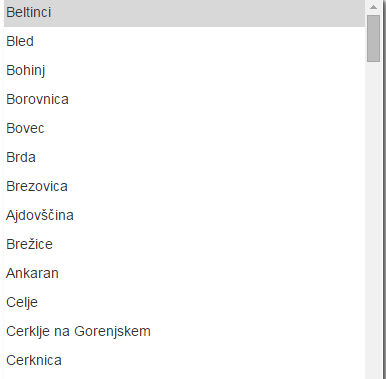 Beltinci
Bled
Bohinj
Borovnica
Bovec
Brda
Brezovica
Ajdovščina
Brežice
Ankaran
Celje
Cerklje na Gorenjskem
Cerknica